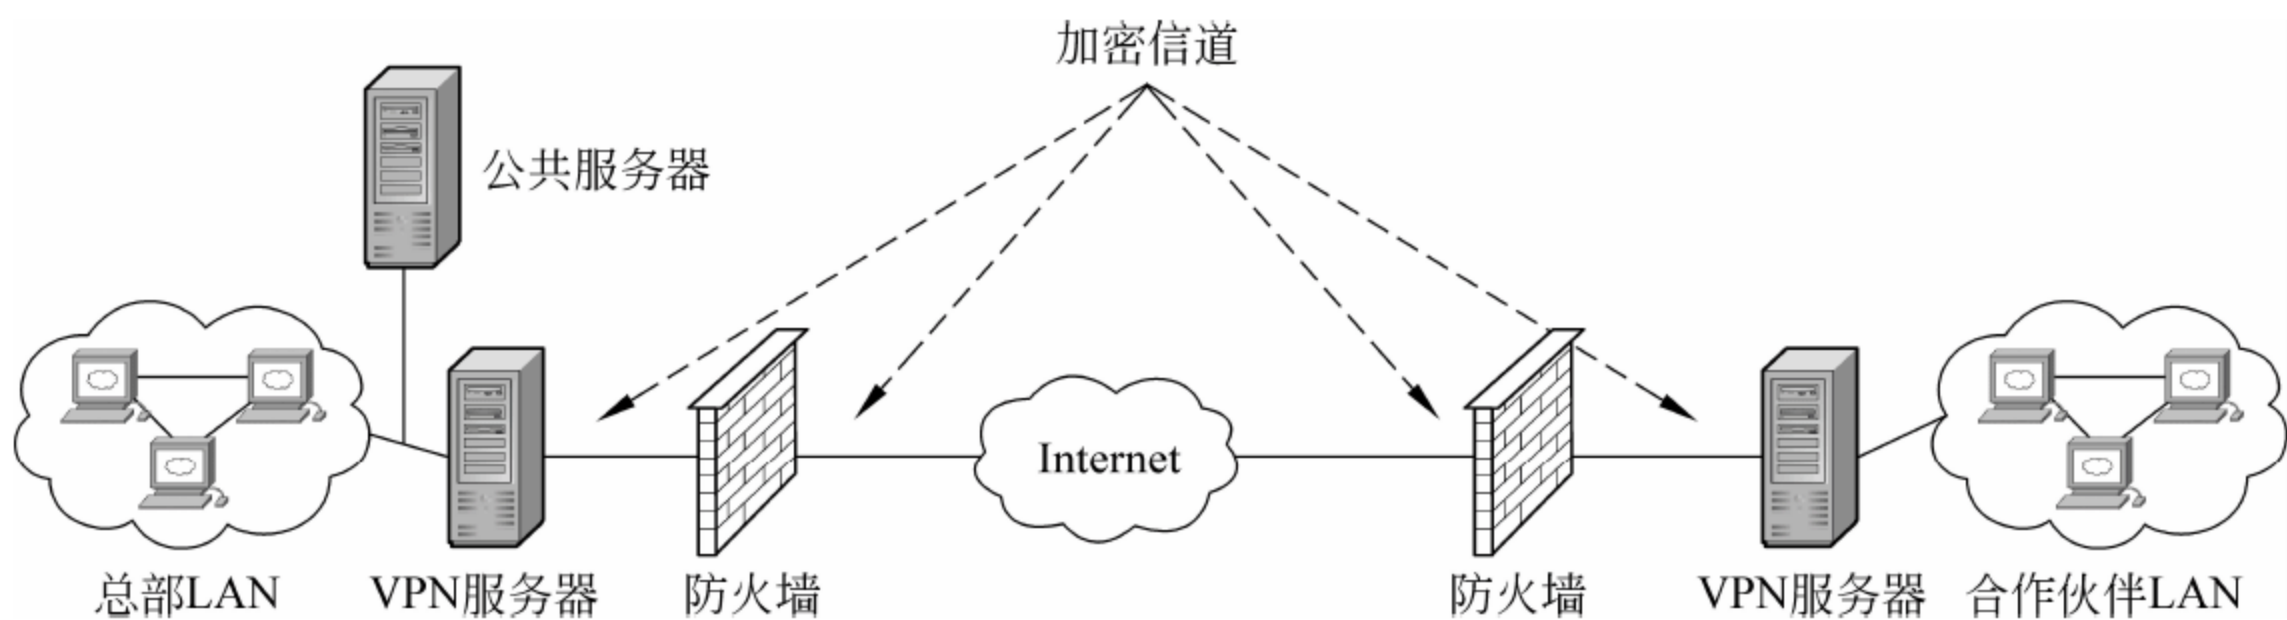 加密信道
公共服务器
Internet
总部LAN
VPN服务器
防火墙
防火墙
VPN服务器
合作伙伴LAN